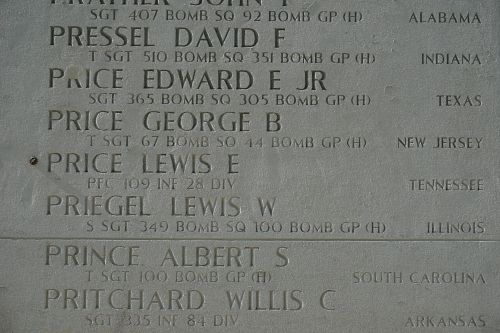 PRATHER JOHN T
SGT 407 BOMB SQ 92 BOMB GP (H) ALABAMA
PRESSEL DAVID F
T SGT 510 BOMB SQ 351 BOMB GP (H) INDIANA
PRICE EDWARD E JR
SGT 365 BOMB SQ 305 BOMB GP (H) TEXAS
PRICE GEORGE B
T SGT 67 BOMB SQ 44 BOMB GP (H) NEW JERSEY
PRICE LEWIS E
PFC 109 INF 28 DIV TENNESSEE
PRIEGEL LEWIS W
S SGT 349 BOMB SQ 100 BOMB GP (H) ILLINOIS
PRINCE ALBERT S
T SGT 100 BOMB GP (H) SOUTH CAROLINA
PRITCHARD WILLIS C
SGT 335 INF 84 DIV ARKANSAS